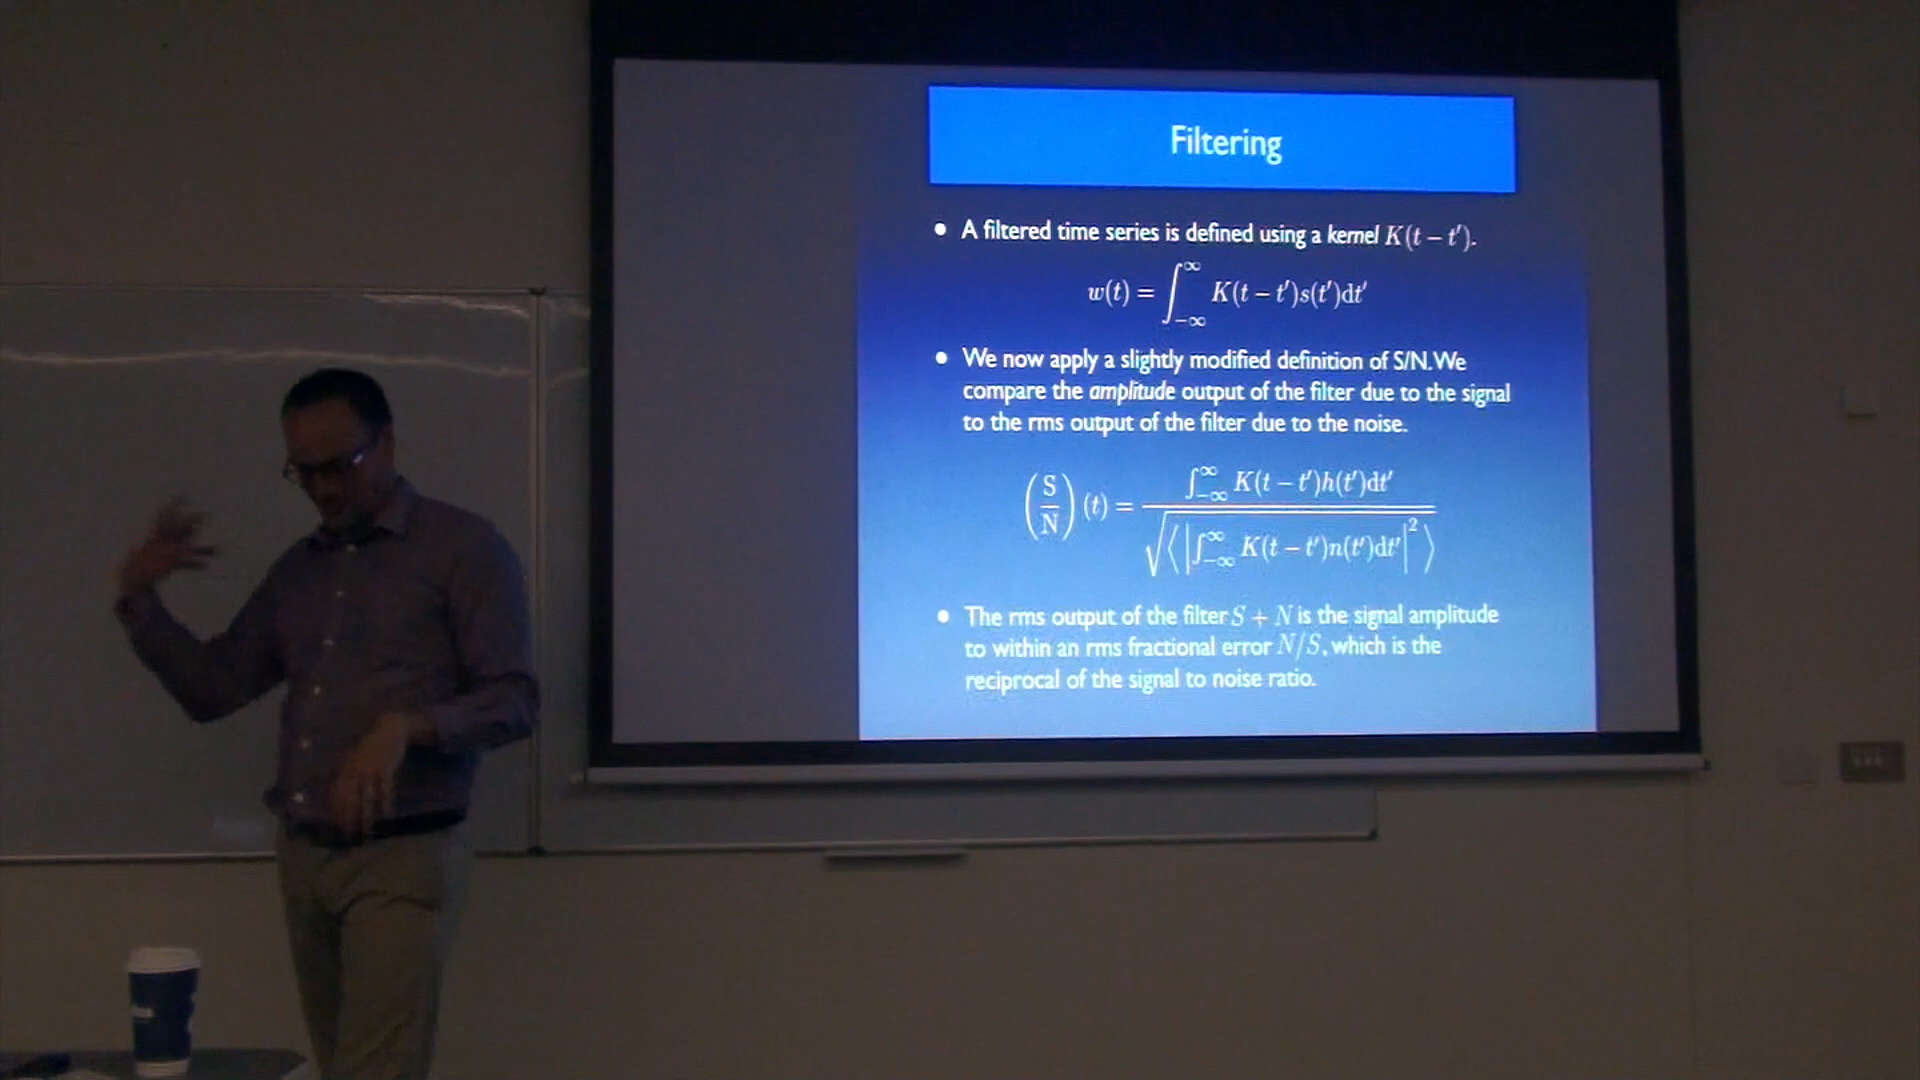 Filtering
• A filtered time series is defined using a kernel K(t − t′).
w(t) = ∫_{−∞}^{∞} K(t − t′)s(t′)dt′
• We now apply a slightly modified definition of S/N. We
compare the amplitude output of the filter due to the signal
to the rms output of the filter due to the noise.
(S/N)(t) = ∫_{−∞}^{∞} K(t − t′)h(t′)dt′ / √⟨|∫_{−∞}^{∞} K(t − t′)n(t′)dt′|²⟩
• The rms output of the filter S + N is the signal amplitude
to within an rms fractional error N/S, which is the
reciprocal of the signal to noise ratio.